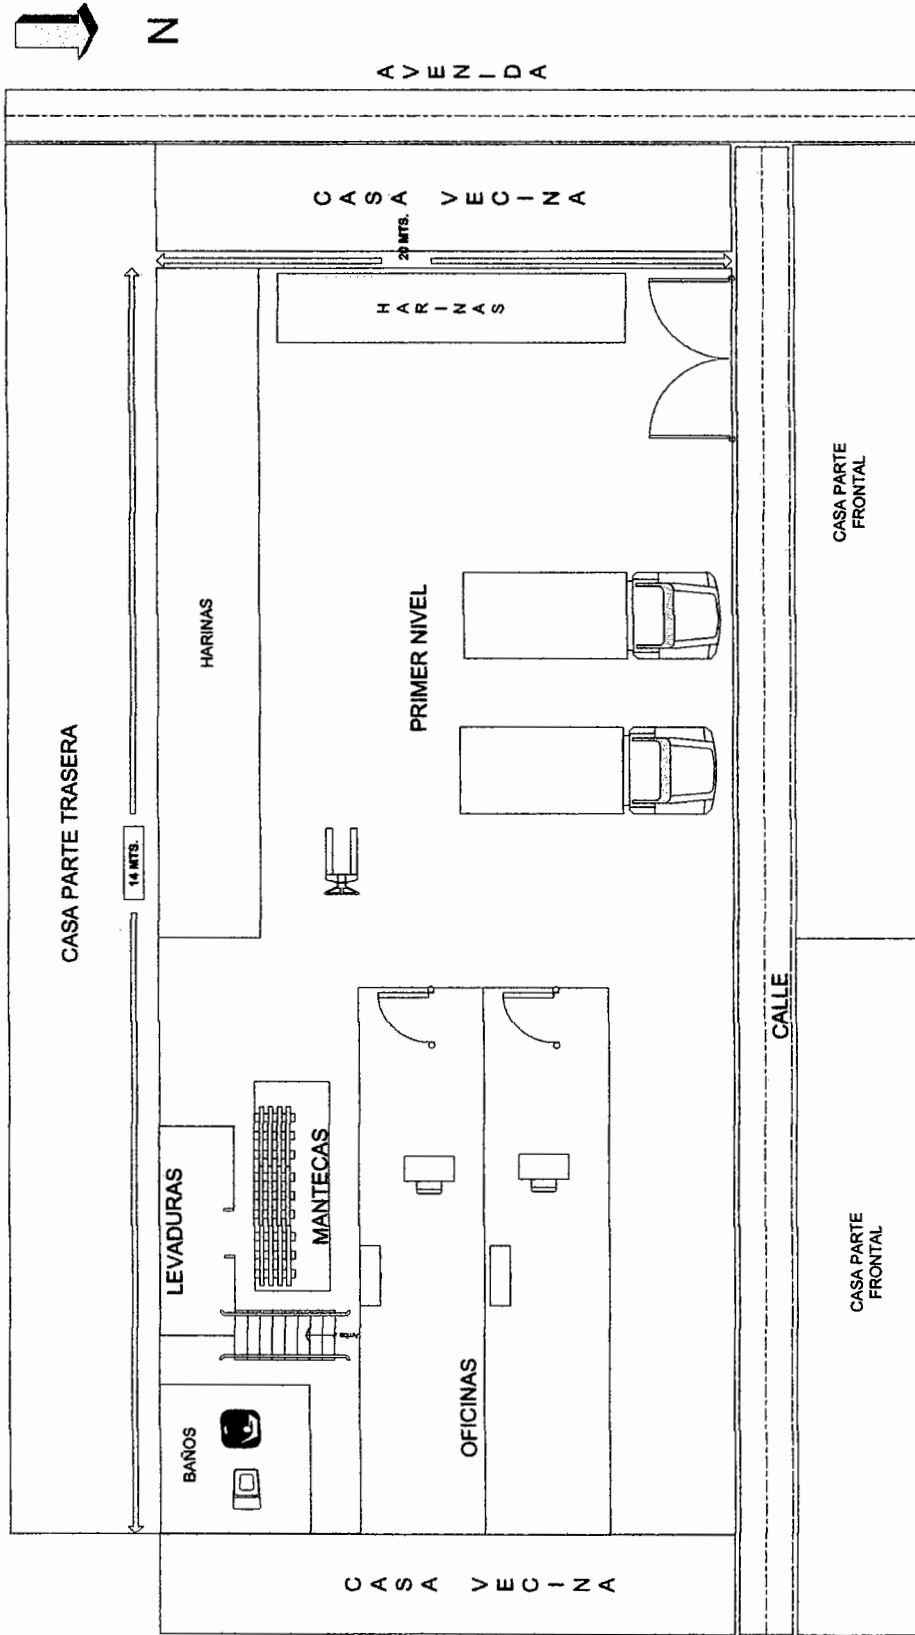 N
AVENIDA
CASA VECINA
20 MTS.
HARINAS
CASA PARTE TRASERA
14 MTS.
HARINAS
PRIMER NIVEL
CASA PARTE
FRONTAL
CALLE
LEVADURAS
MANTECAS
OFICINAS
BAÑOS
CASA PARTE
FRONTAL
CASA VECINA